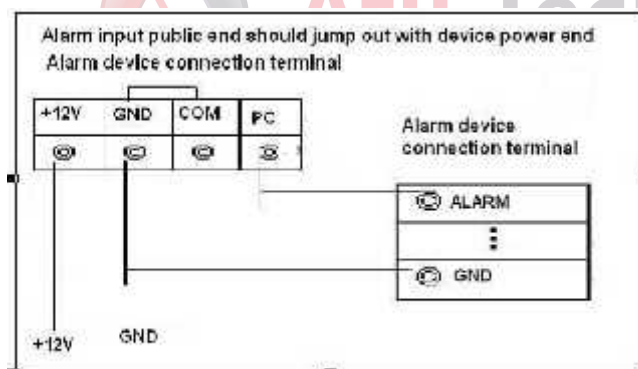 Alarm input public end should jump out with device power end
Alarm device connection terminal
+12V GND COM PC
Alarm device
connection terminal
ALARM
GND
+12V GND